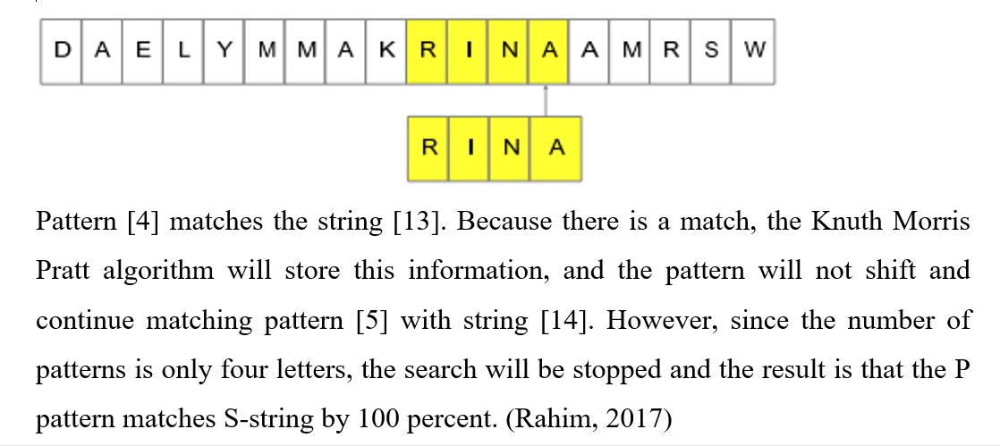 D A E L Y M M A K R I N A A M R S W
R I N A
Pattern [4] matches the string [13]. Because there is a match, the Knuth Morris
Pratt algorithm will store this information, and the pattern will not shift and
continue matching pattern [5] with string [14]. However, since the number of
patterns is only four letters, the search will be stopped and the result is that the P
pattern matches S-string by 100 percent. (Rahim, 2017)